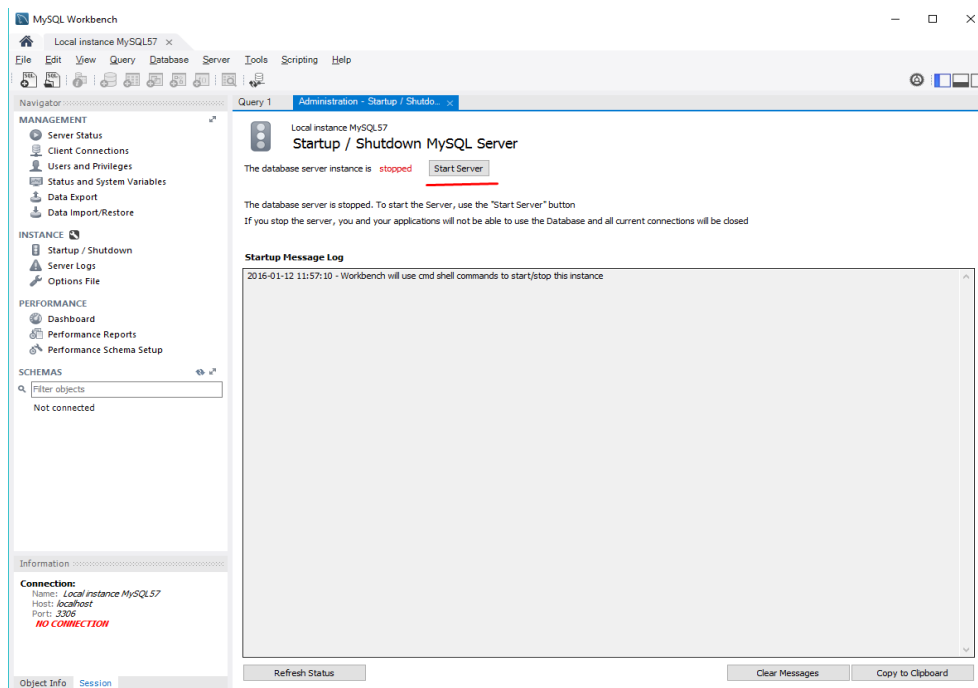 MySQL Workbench
Local instance MySQL57
File Edit View Query Database Server Tools Scripting Help
Navigator
MANAGEMENT
Server Status
Client Connections
Users and Privileges
Status and System Variables
Data Export
Data Import/Restore
INSTANCE
Startup / Shutdown
Server Logs
Options File
PERFORMANCE
Dashboard
Performance Reports
Performance Schema Setup
SCHEMAS
Filter objects
Not connected
Information
Connection:
Name: Local instance MySQL57
Host: localhost
Port: 3306
NO CONNECTION
Object Info Session
Query 1 Administration - Startup / Shutdo...
Local instance MySQL57
Startup / Shutdown MySQL Server
The database server instance is stopped Start Server
The database server is stopped. To start the Server, use the "Start Server" button
If you stop the server, you and your applications will not be able to use the Database and all current connections will be closed
Startup Message Log
2016-01-12 11:57:10 - Workbench will use cmd shell commands to start/stop this instance
Refresh Status Clear Messages Copy to Clipboard